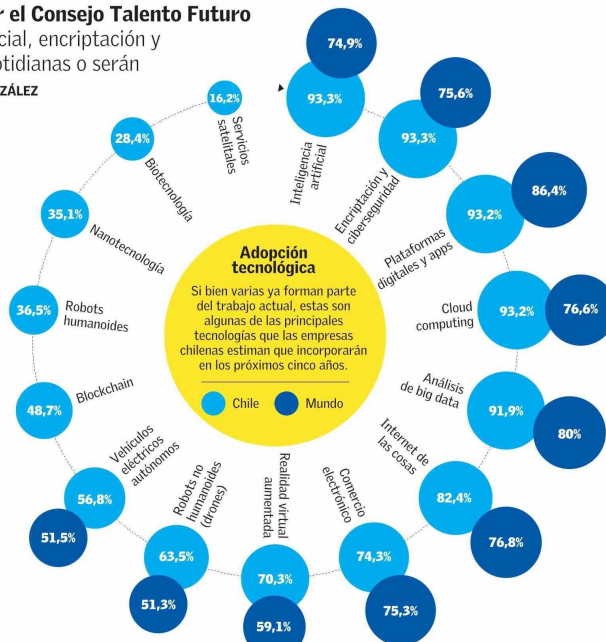 r el Consejo Talento Futuro
cial, encriptación y
otidianas o serán
ZÁLEZ
74,9%
93,3%
Inteligencia
artificial
75,6%
93,3%
Encriptación y
ciberseguridad
86,4%
93,2%
Plataformas
digitales y apps
93,2%
76,6%
Cloud
computing
91,9%
80%
Análisis
de big data
82,4%
76,8%
Internet de
las cosas
74,3%
75,3%
Comercio
electrónico
70,3%
59,1%
Realidad virtual
aumentada
63,5%
51,3%
Robots no
humanoides
(drones)
56,8%
51,5%
Vehículos
eléctricos
autónomos
48,7%
Blockchain
36,5%
Robots
humanoides
35,1%
Nanotecnología
28,4%
Biotecnología
16,2%
Servicios
satelitales
Adopción
tecnológica
Si bien varias ya forman parte
del trabajo actual, estas son
algunas de las principales
tecnologías que las empresas
chilenas estiman que incorporarán
en los próximos cinco años.
Chile
Mundo